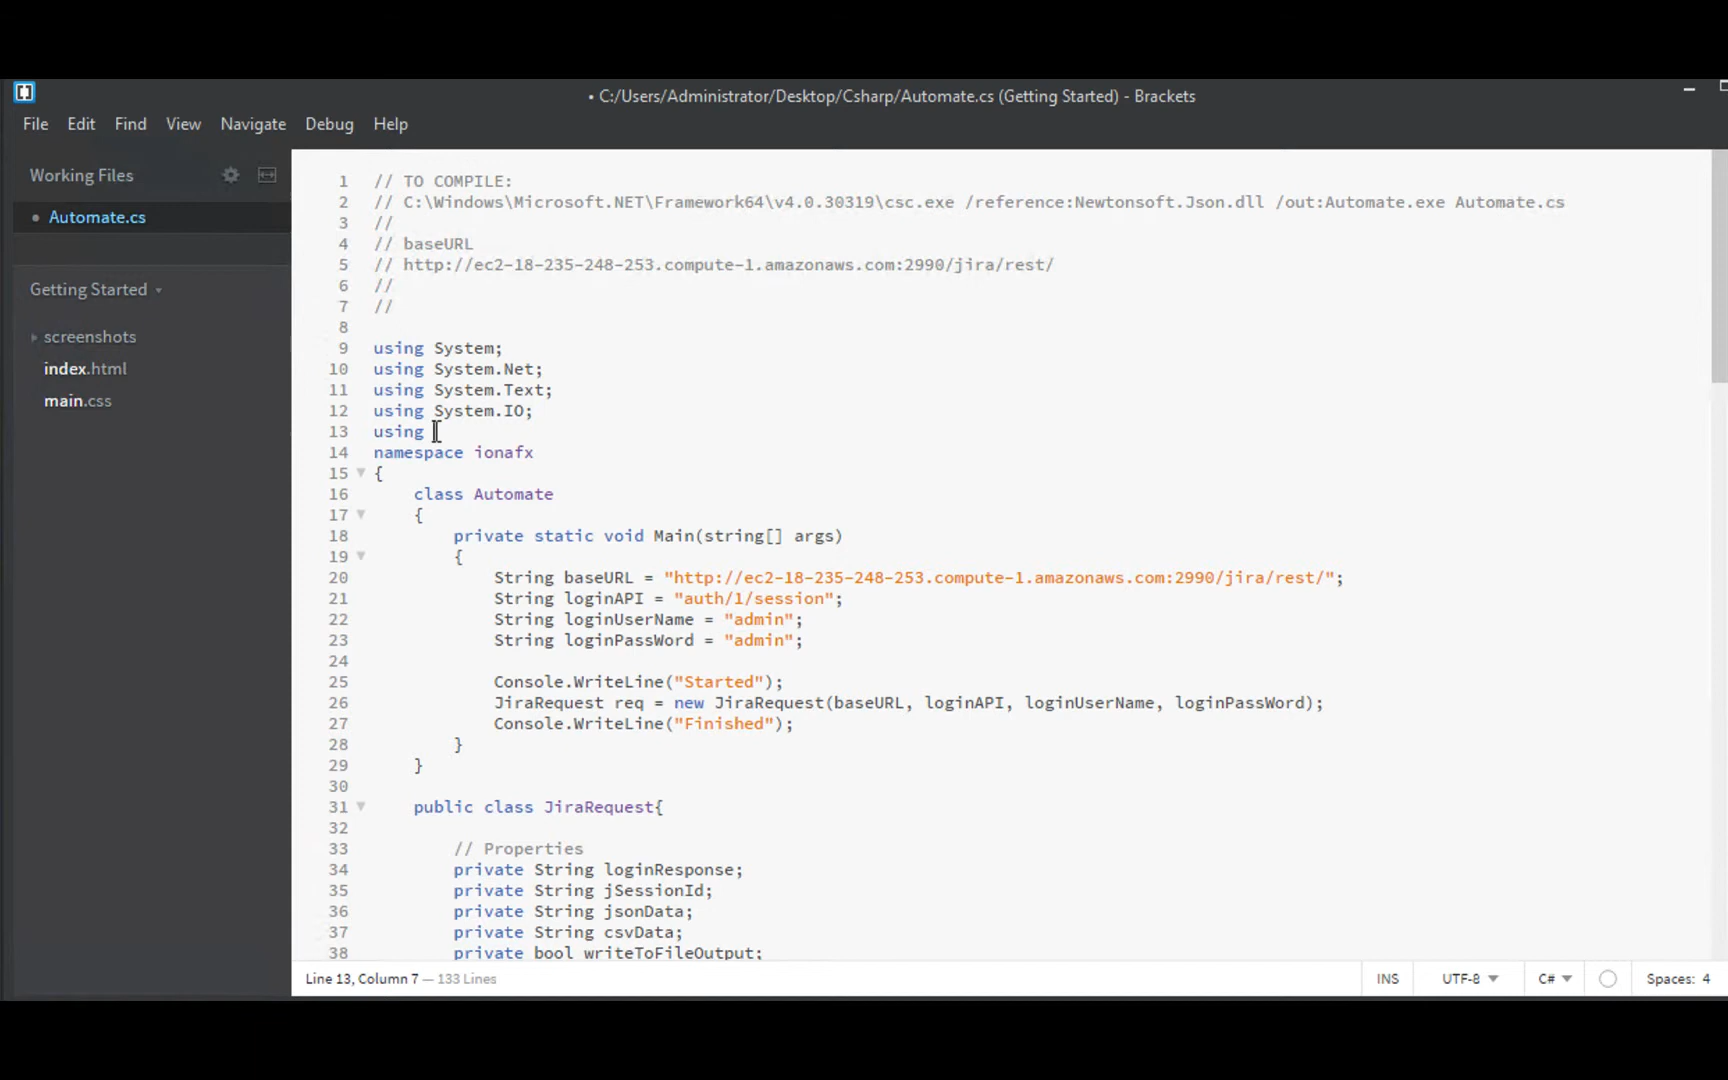 • C:/Users/Administrator/Desktop/Csharp/Automate.cs (Getting Started) - Brackets
File Edit Find View Navigate Debug Help
Working Files
• Automate.cs
Getting Started
screenshots
index.html
main.css
1 // TO COMPILE:
2 // C:\Windows\Microsoft.NET\Framework64\v4.0.30319\csc.exe /reference:Newtonsoft.Json.dll /out:Automate.exe Automate.cs
3 //
4 // baseURL
5 // http://ec2-18-235-248-253.compute-1.amazonaws.com:2990/jira/rest/
6 //
7 //
8
9 using System;
10 using System.Net;
11 using System.Text;
12 using System.IO;
13 using
14 namespace ionafx
15 {
16 class Automate
17 {
18 private static void Main(string[] args)
19 {
20 String baseURL = "http://ec2-18-235-248-253.compute-1.amazonaws.com:2990/jira/rest/";
21 String loginAPI = "auth/1/session";
22 String loginUserName = "admin";
23 String loginPassWord = "admin";
24
25 Console.WriteLine("Started");
26 JiraRequest req = new JiraRequest(baseURL, loginAPI, loginUserName, loginPassWord);
27 Console.WriteLine("Finished");
28 }
29 }
30
31 public class JiraRequest{
32
33 // Properties
34 private String loginResponse;
35 private String jSessionId;
36 private String jsonData;
37 private String csvData;
38 private bool writeToFileOutput;
Line 13, Column 7 — 133 Lines INS UTF-8 C# Spaces: 4